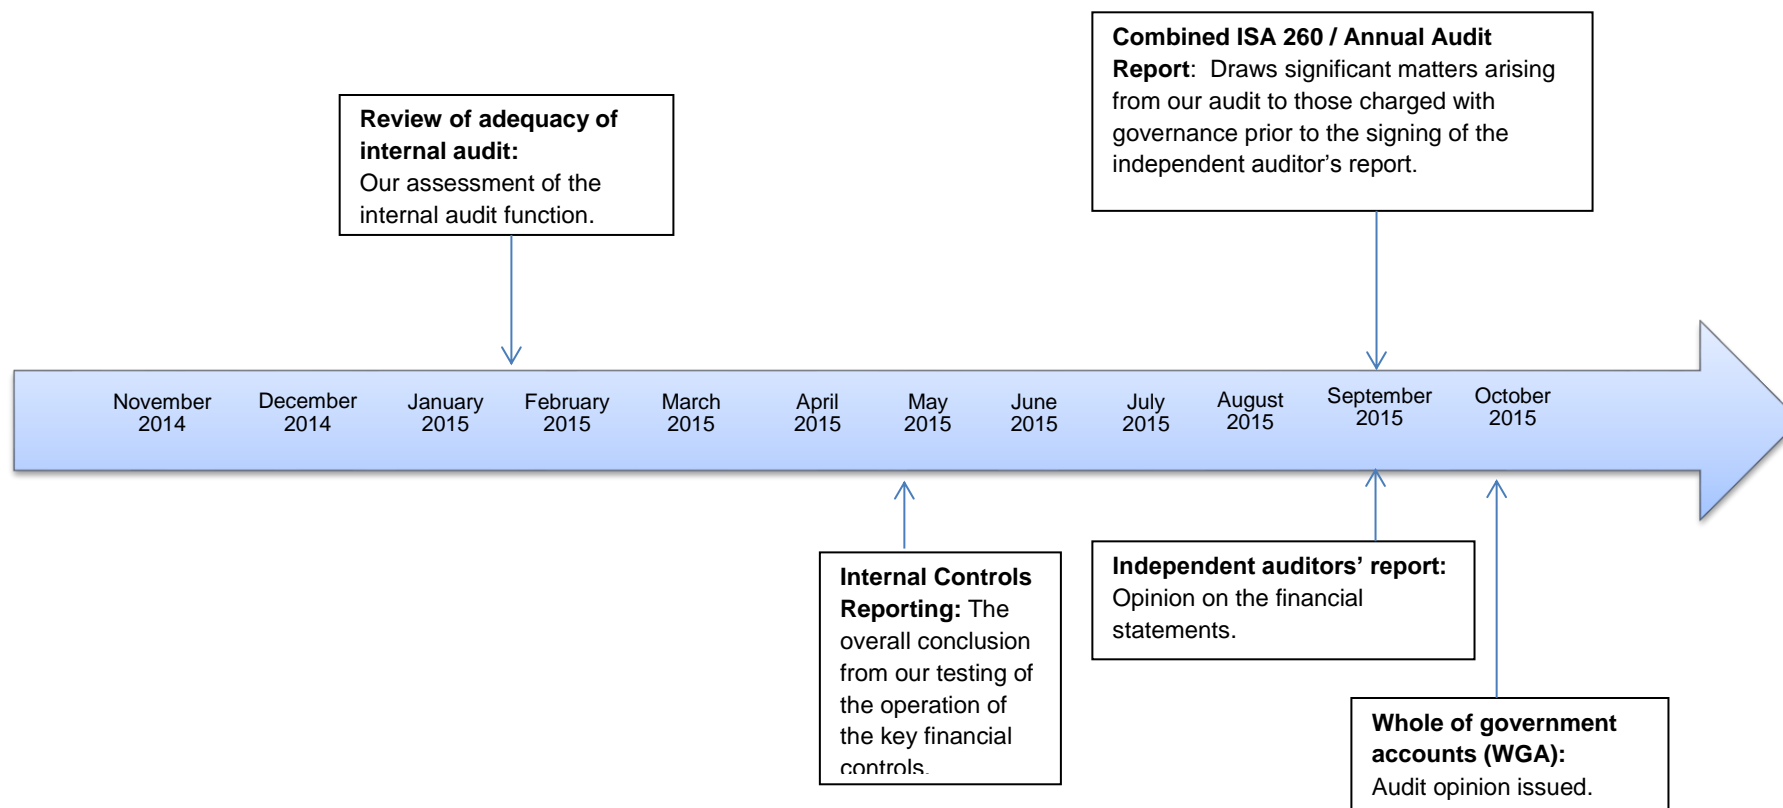 Combined ISA 260 / Annual Audit
Report:  Draws significant matters arising
from our audit to those charged with
governance prior to the signing of the
independent auditor’s report.
Review of adequacy of
internal audit:
Our assessment of the
internal audit function.
November
2014
December
2014
January
2015
February
2015
March
2015
April
2015
May
2015
June
2015
July
2015
August
2015
September
2015
October
2015
Internal Controls
Reporting: The
overall conclusion
from our testing of
the operation of
the key financial
controls.
Independent auditors’ report:
Opinion on the financial
statements.
Whole of government
accounts (WGA):
Audit opinion issued.